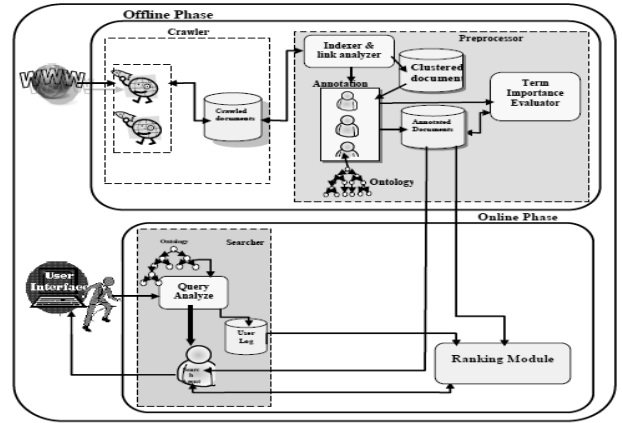 Offline Phase
Crawler
Preprocessor
WWW
Indexer &
link analyzer
Clustered
document
Annotation
Term
Importance
Evaluator
Crawled
documents
Annotated
Documents
Ontology
Online Phase
Ontology
Searcher
User
Interface
Query
Analyze
User
Log
Ranking Module